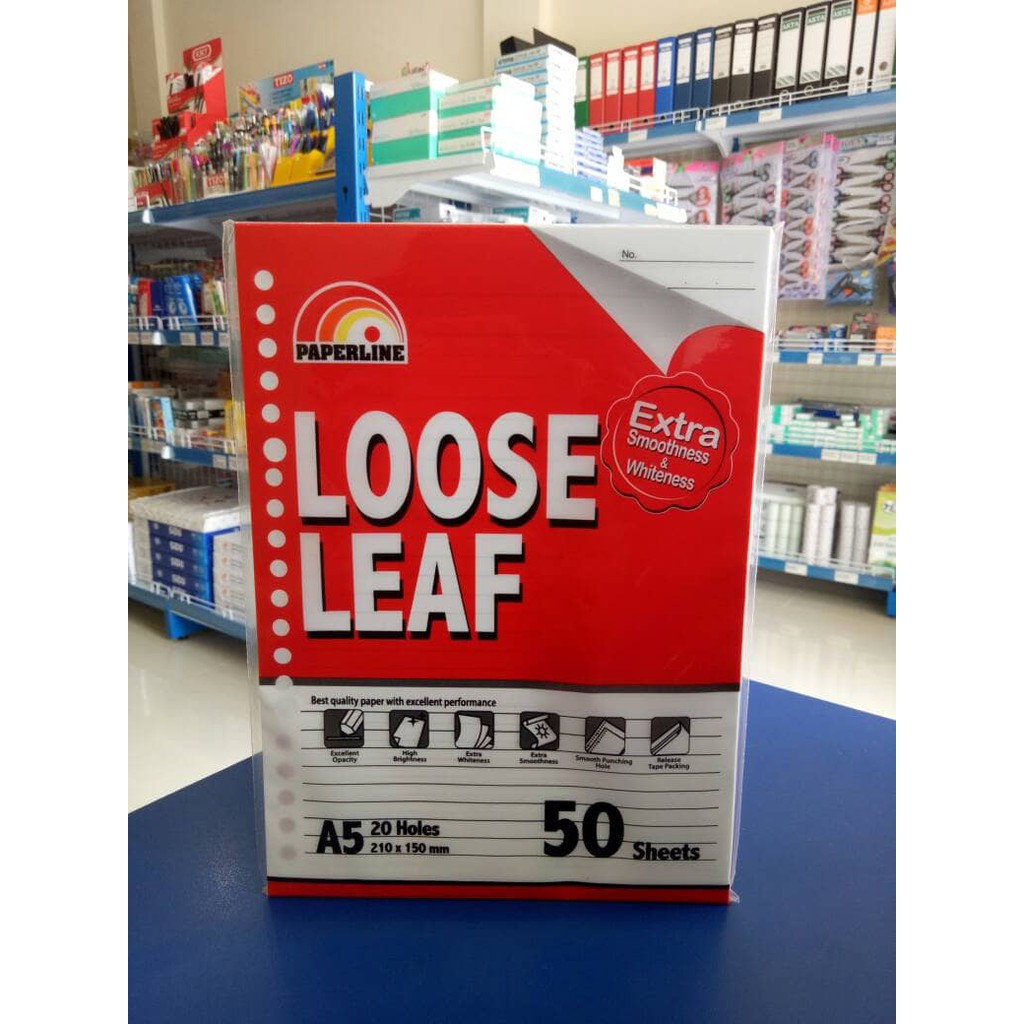 TIZO
No.
PAPERLINE
LOOSE
LEAF
Extra
Smoothness
&
Whiteness
Best quality paper with excellent performance
Excellent
Opacity
High
Brightness
Extra
Whiteness
Extra
Smoothness
Smooth Punching
Hole
Release
Tape Packing
A5 20 Holes
210 x 150 mm
50 Sheets